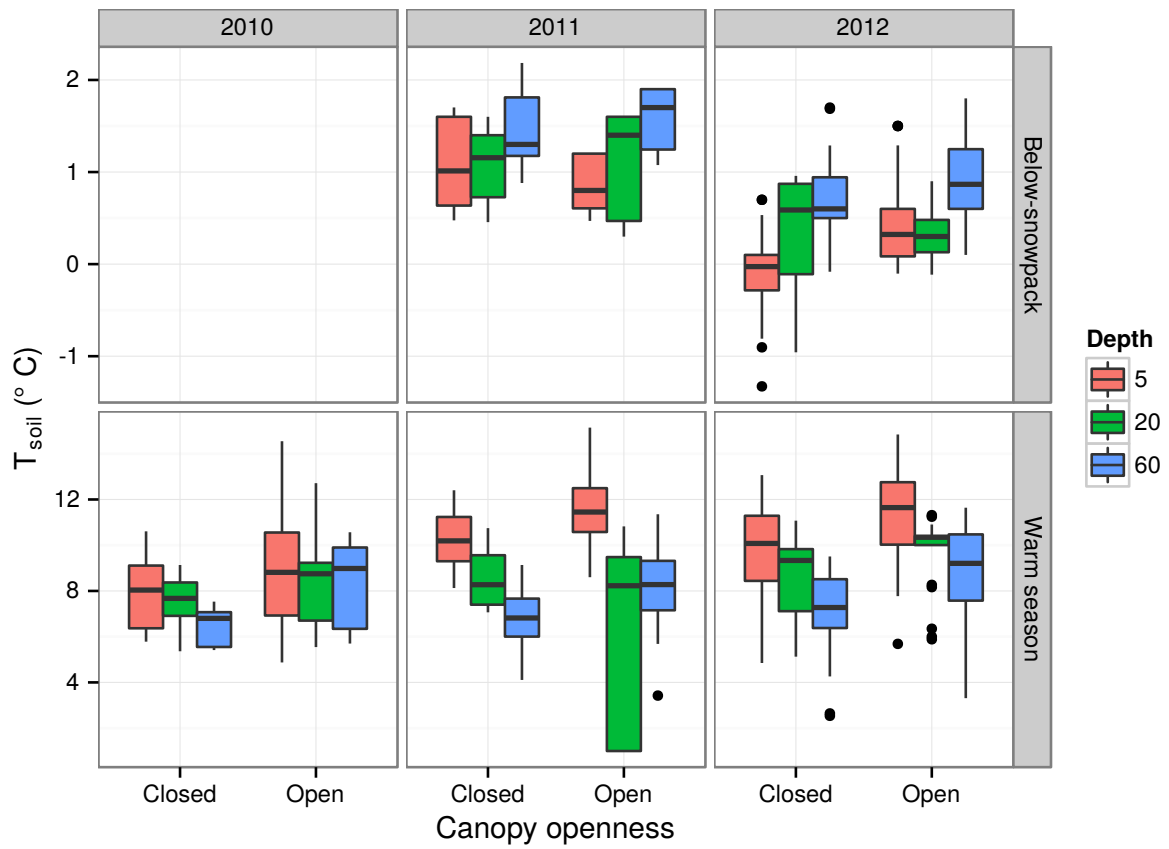 2010
2011
2012
2
1
0
-1
Below-snowpack
12
8
4
Warm season
T soil (° C)
Closed
Open
Closed
Open
Closed
Open
Canopy openness
Depth
5
20
60